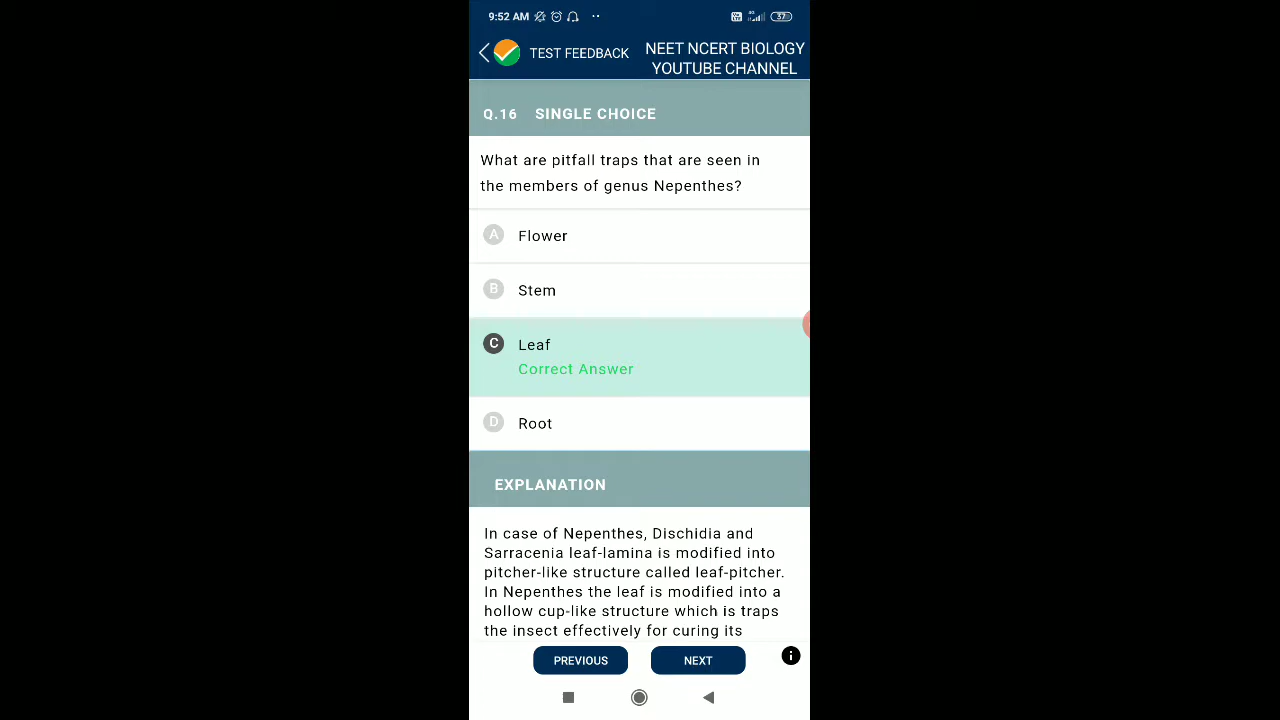 9:52 AM
57
TEST FEEDBACK
NEET NCERT BIOLOGY
YOUTUBE CHANNEL
Q.16 SINGLE CHOICE
What are pitfall traps that are seen in
the members of genus Nepenthes?
A Flower
B Stem
C Leaf
Correct Answer
D Root
EXPLANATION
In case of Nepenthes, Dischidia and
Sarracenia leaf-lamina is modified into
pitcher-like structure called leaf-pitcher.
In Nepenthes the leaf is modified into a
hollow cup-like structure which is traps
the insect effectively for curing its
PREVIOUS
NEXT